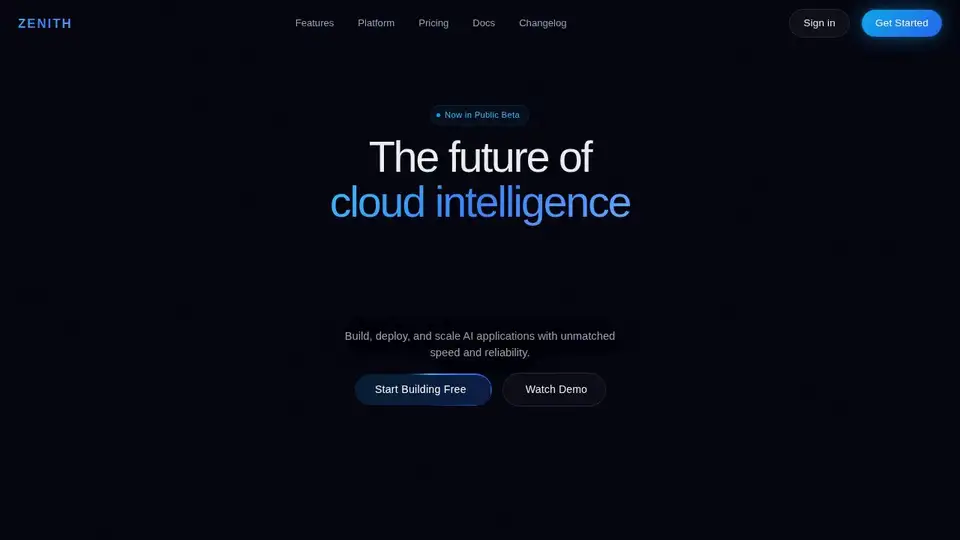 ZENITH
Features
Platform
Pricing
Docs
Changelog
Sign in
Get Started
Now in Public Beta
The future of
cloud intelligence
Build, deploy, and scale AI applications with unmatched
speed and reliability.
Start Building Free
Watch Demo